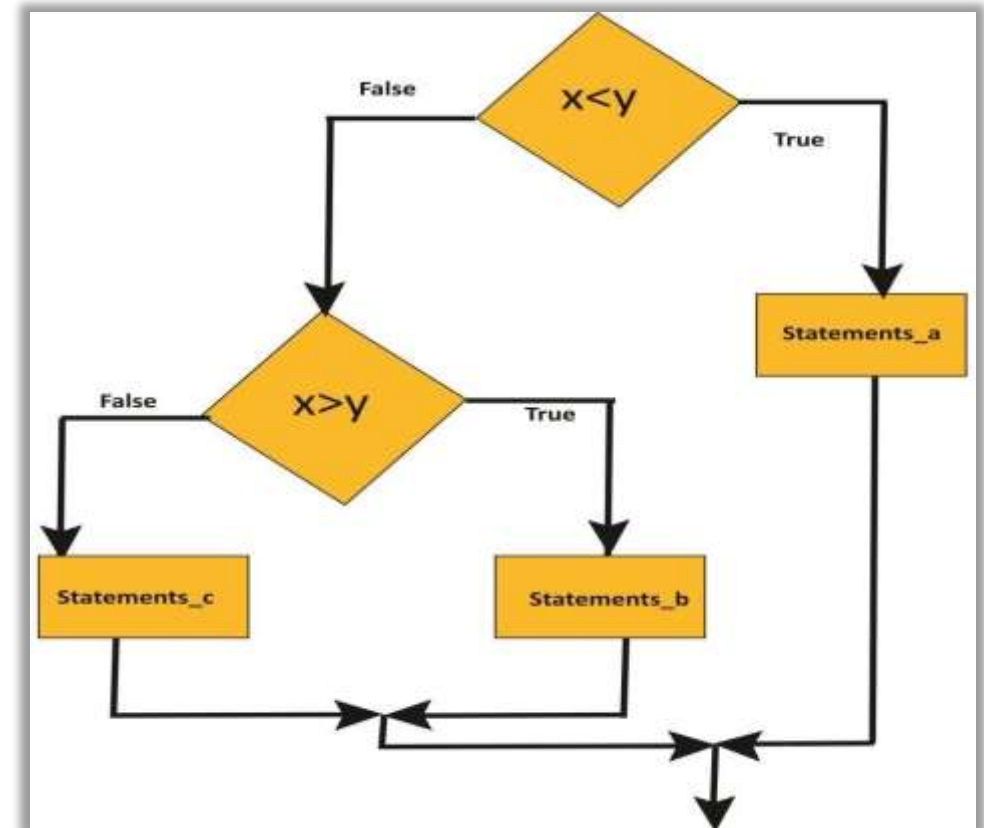 x<y
False
True
Statements_a
x>y
False
True
Statements_c
Statements_b